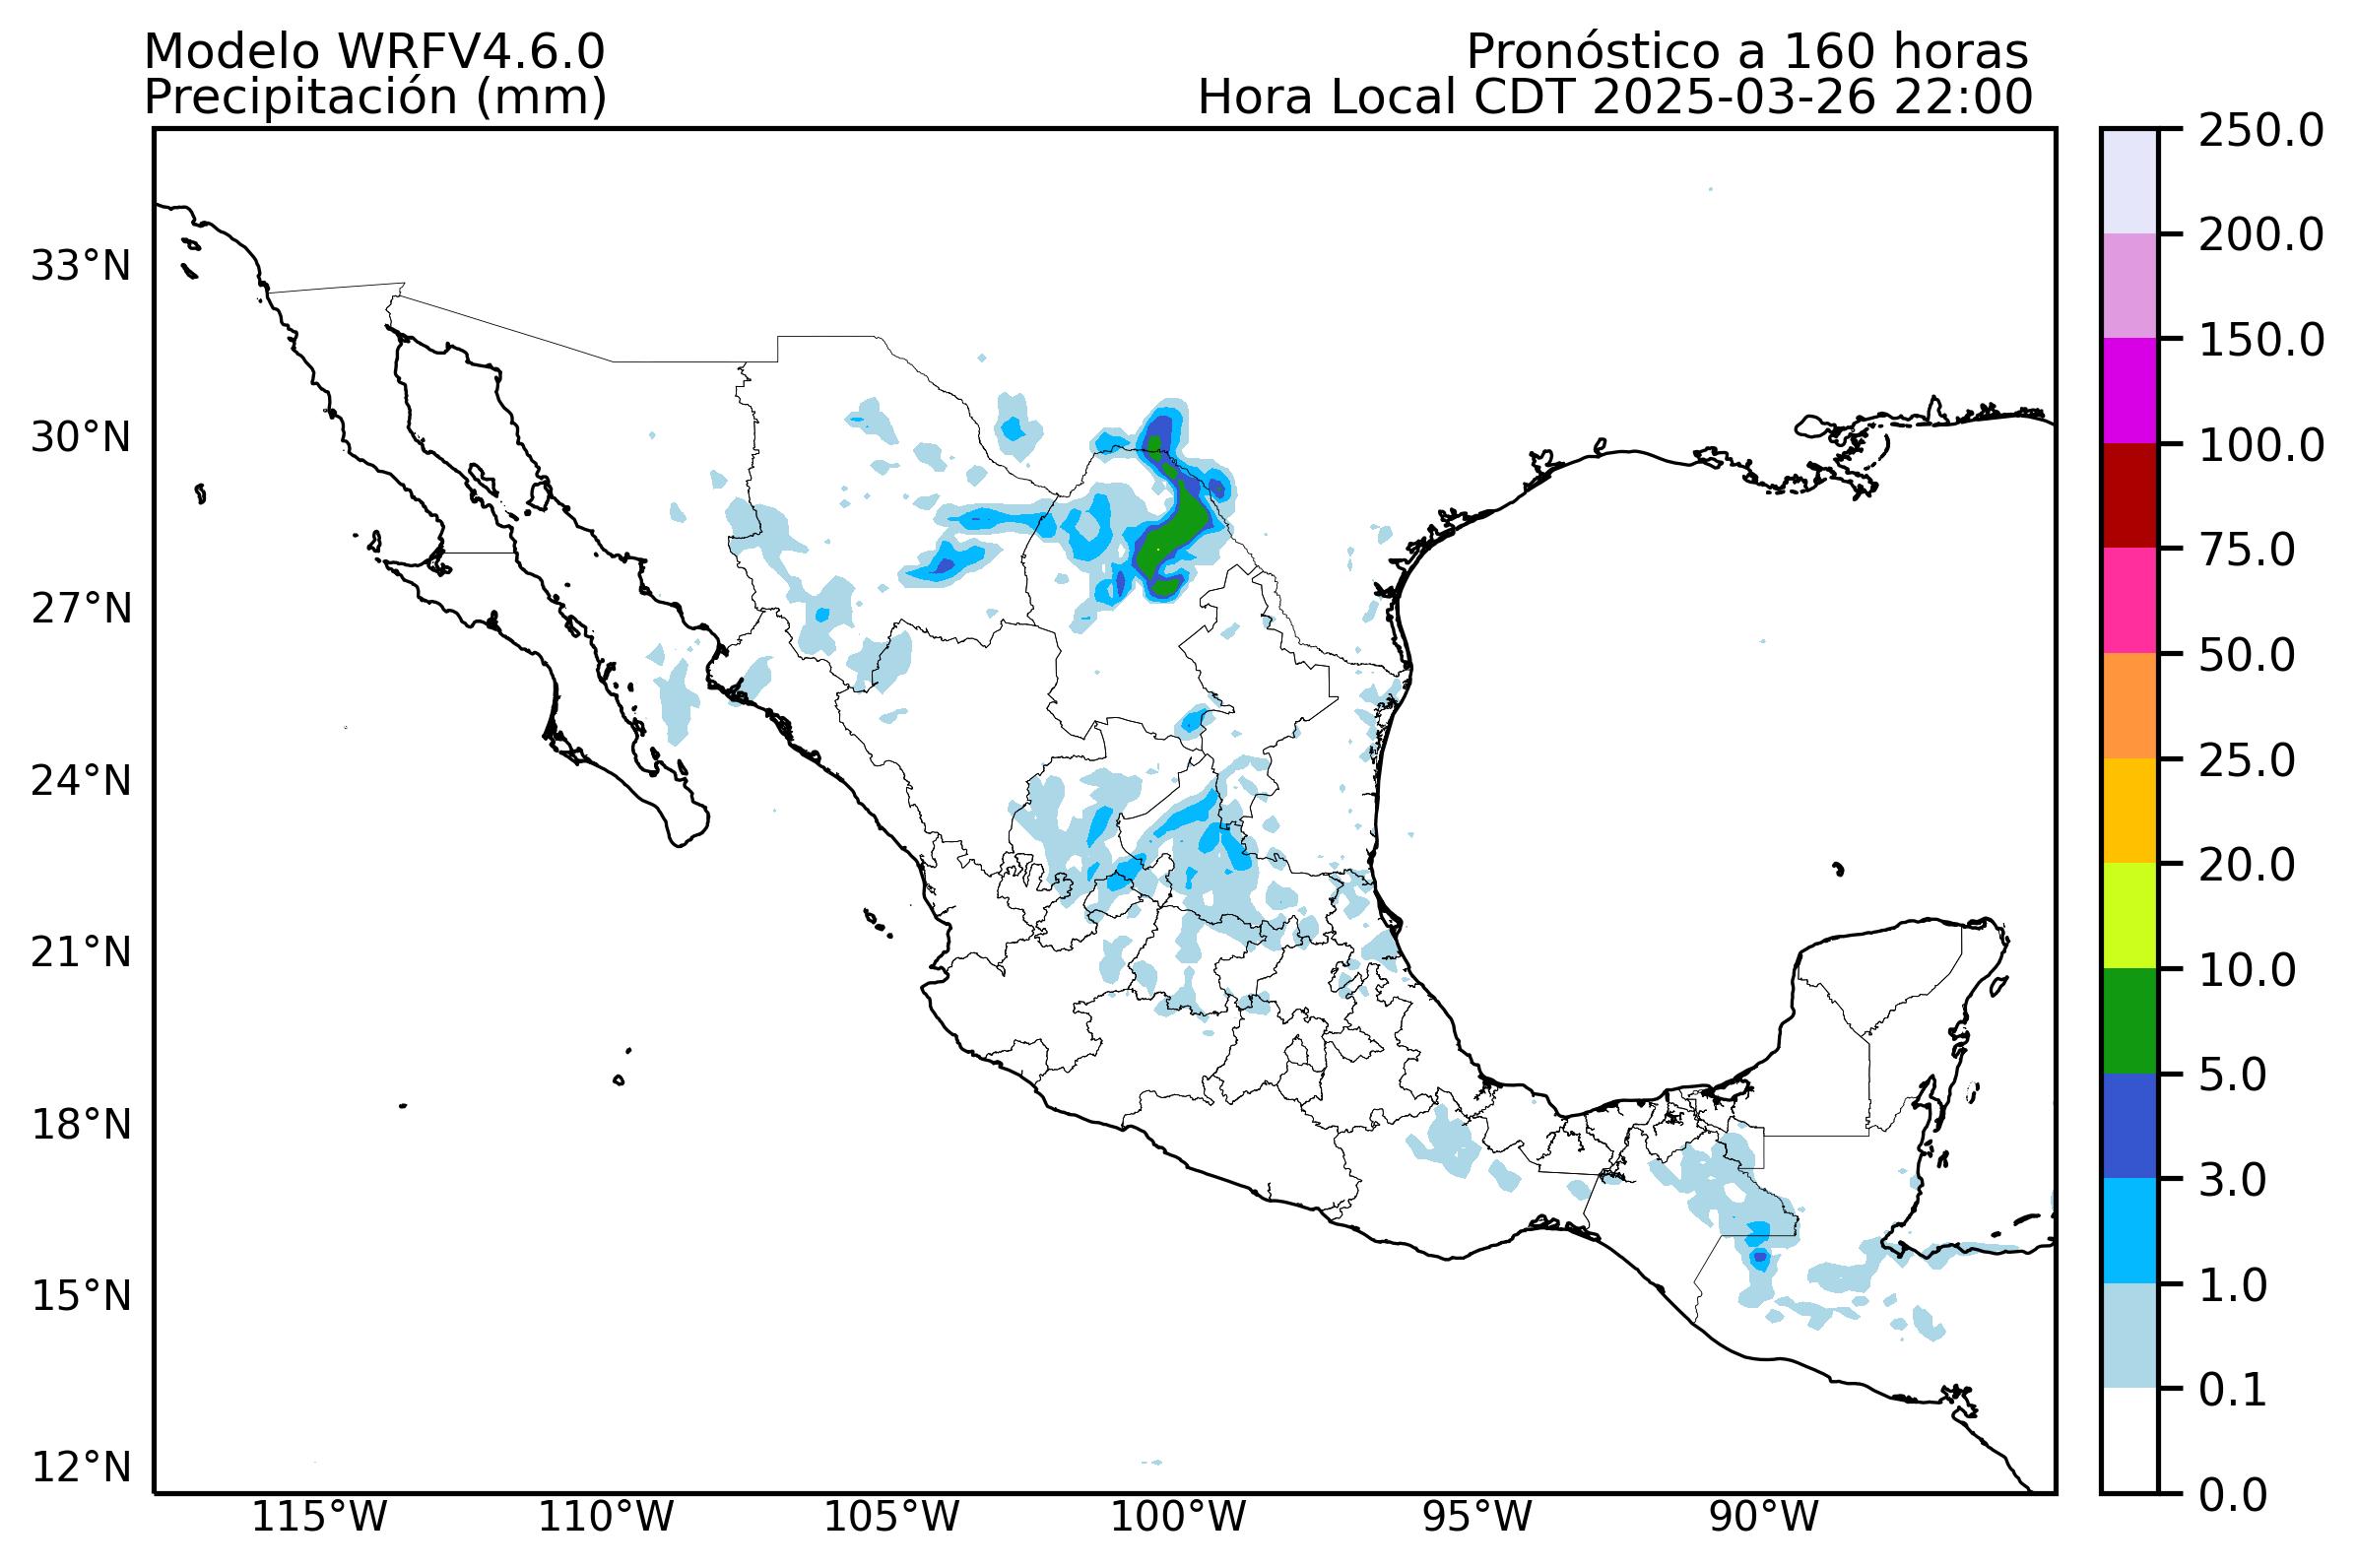 Modelo WRFV4.6.0
Pronóstico a 160 horas
Precipitación (mm)
Hora Local CDT 2025-03-26 22:00
250.0
200.0
150.0
100.0
75.0
50.0
25.0
20.0
10.0
5.0
3.0
1.0
0.1
0.0
33°N
30°N
27°N
24°N
21°N
18°N
15°N
12°N
115°W
110°W
105°W
100°W
95°W
90°W